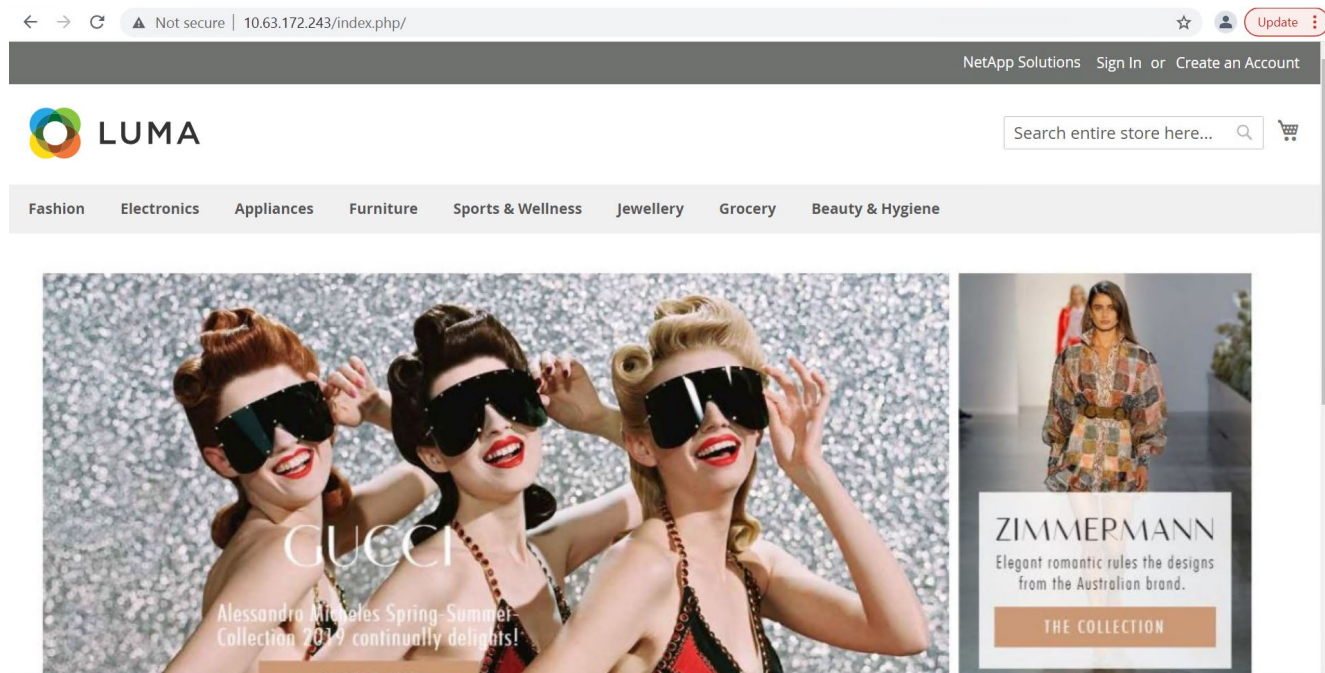 Not secure | 10.63.172.243/index.php/
Update
NetApp Solutions Sign In or Create an Account
LUMA
Search entire store here...
Fashion Electronics Appliances Furniture Sports & Wellness Jewellery Grocery Beauty & Hygiene
GUCCI
Alessandro Micheles Spring-Summer-
Collection 2019 continually delights!
ZIMMERMANN
Elegant romantic rules the designs
from the Australian brand.
THE COLLECTION